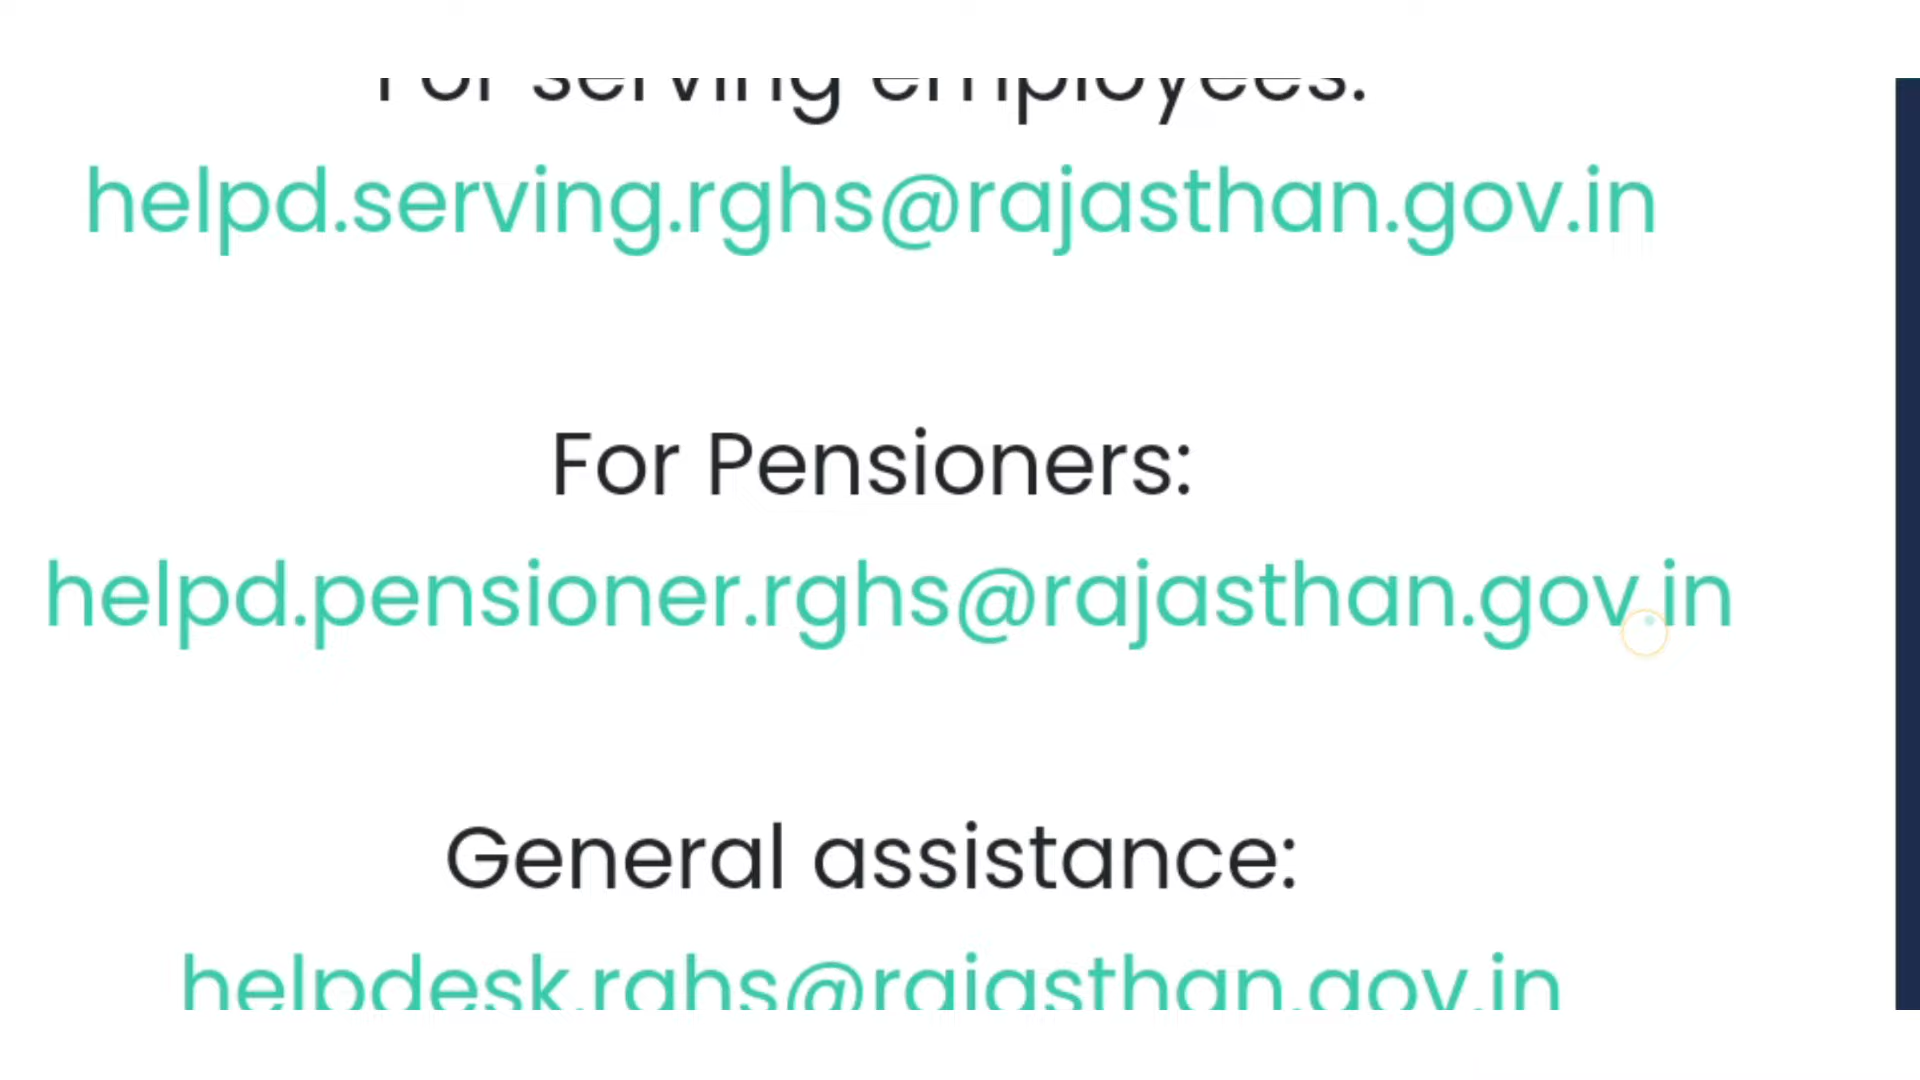 For serving employees:
helpd.serving.rghs@rajasthan.gov.in
For Pensioners:
helpd.pensioner.rghs@rajasthan.gov.in
General assistance:
helpdesk.rghs@rajasthan.gov.in